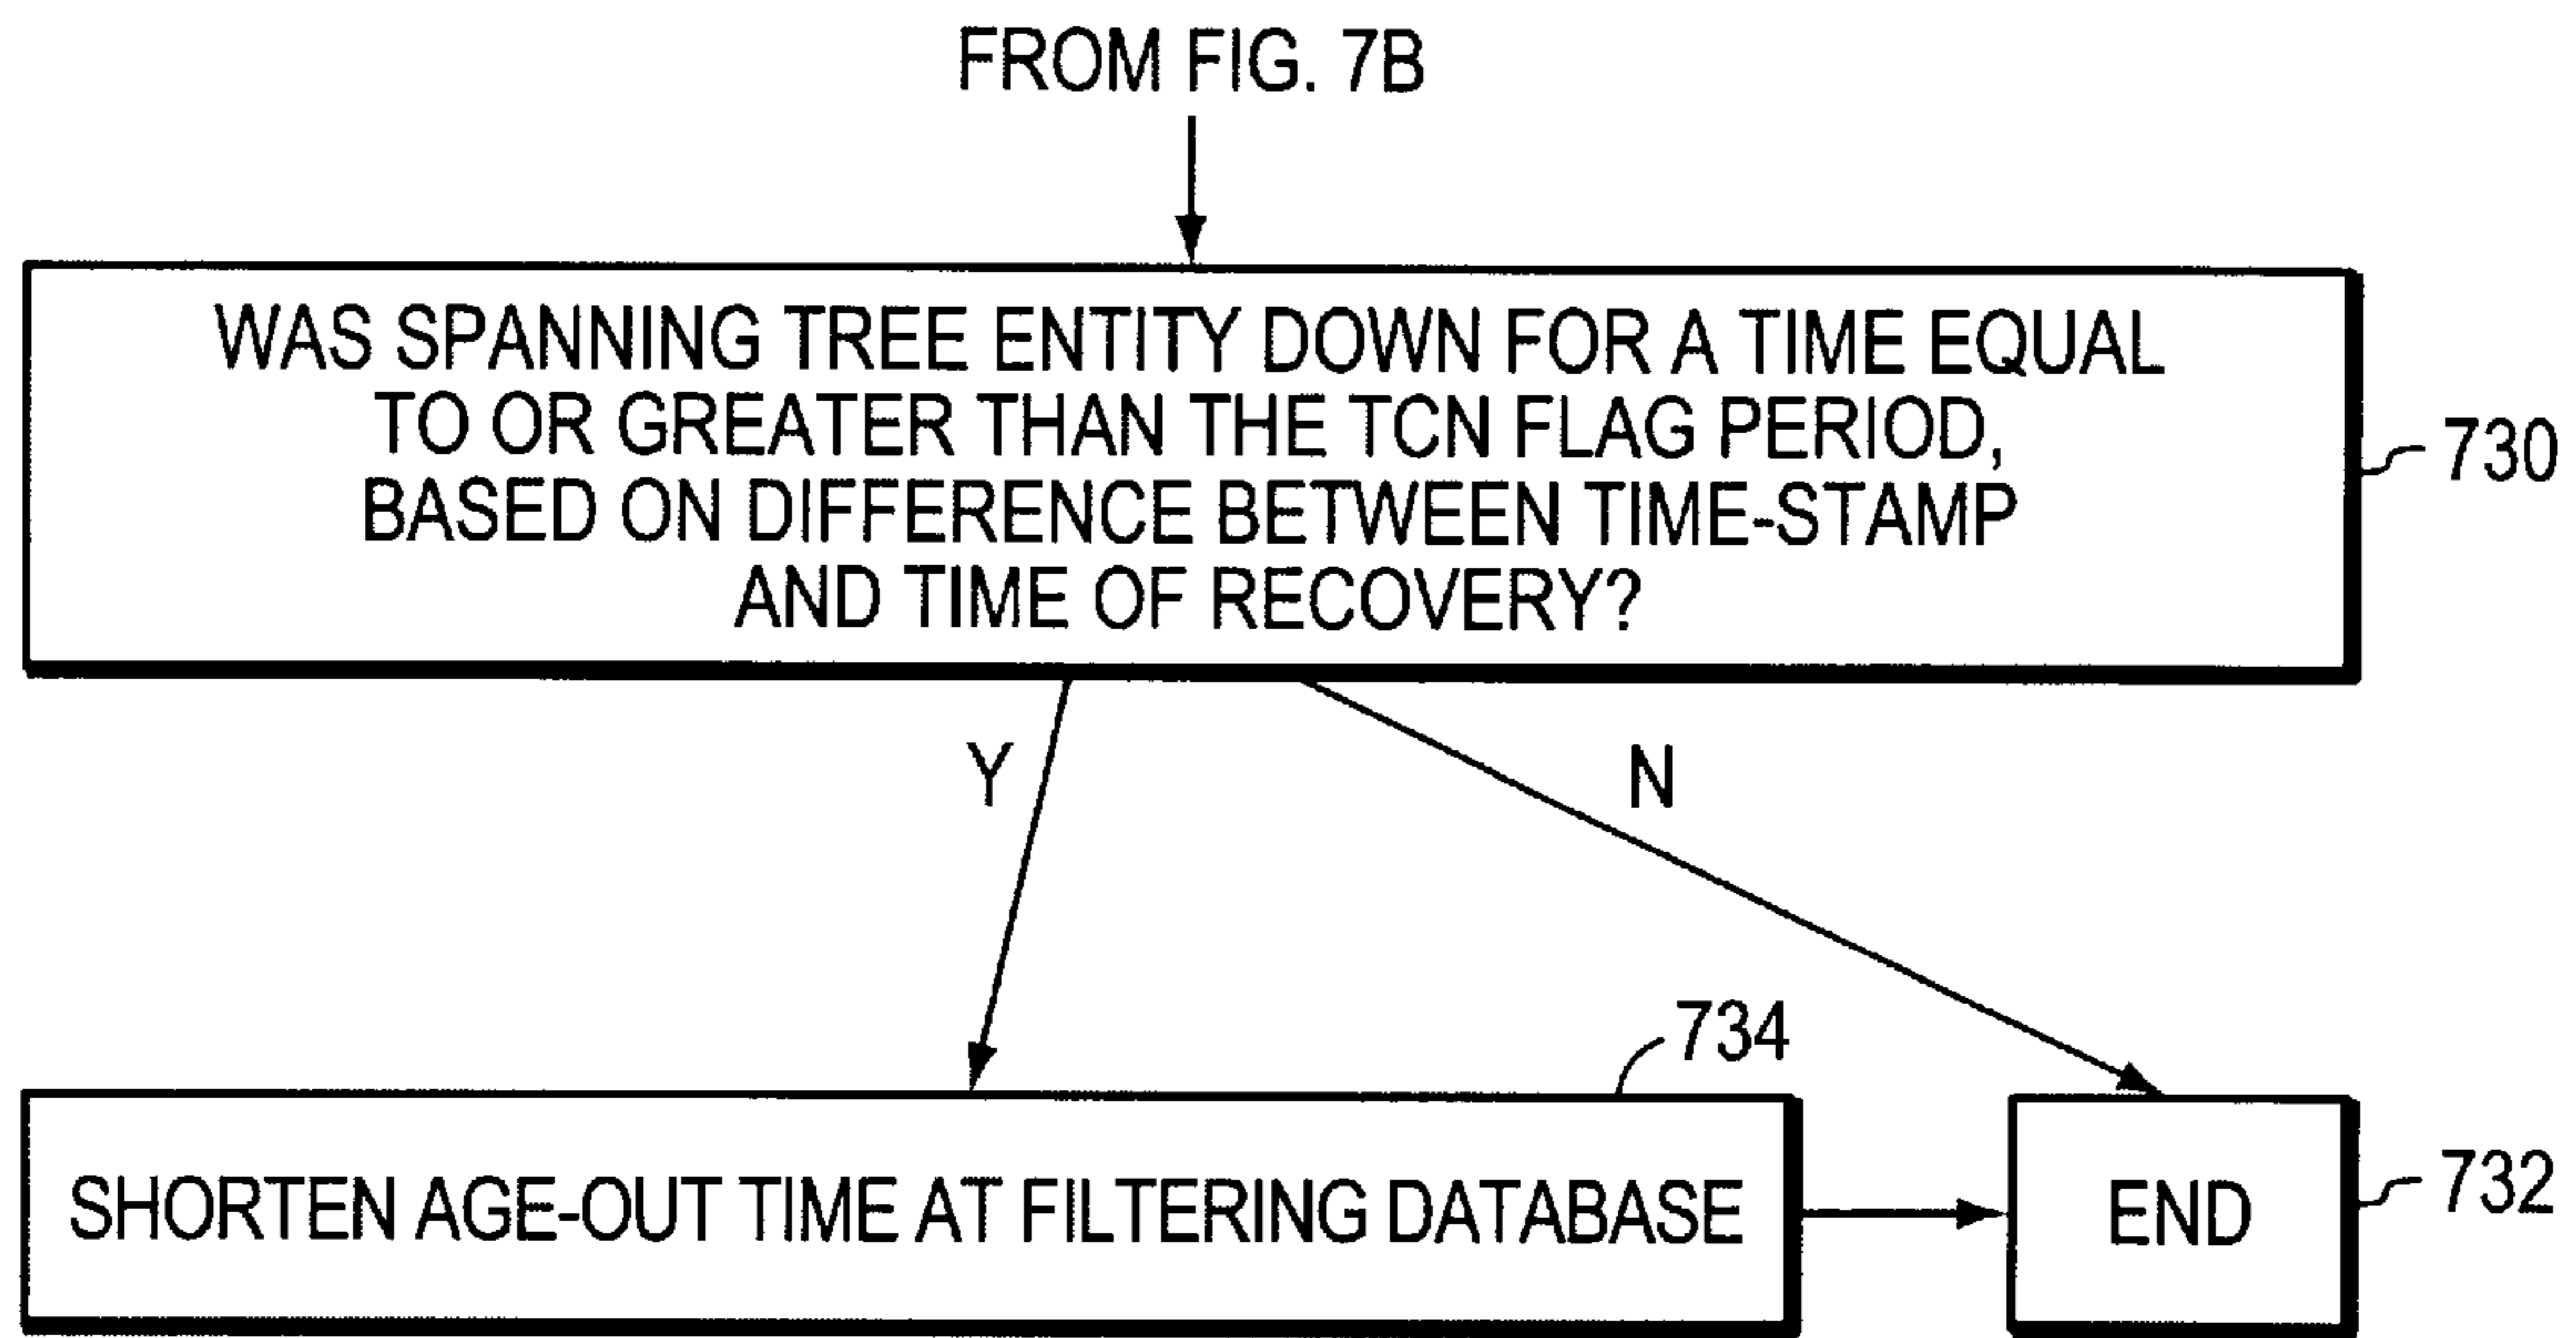 FROM FIG. 7B
WAS SPANNING TREE ENTITY DOWN FOR A TIME EQUAL
TO OR GREATER THAN THE TCN FLAG PERIOD,
BASED ON DIFFERENCE BETWEEN TIME-STAMP
AND TIME OF RECOVERY?
730
Y
N
734
SHORTEN AGE-OUT TIME AT FILTERING DATABASE
END
732